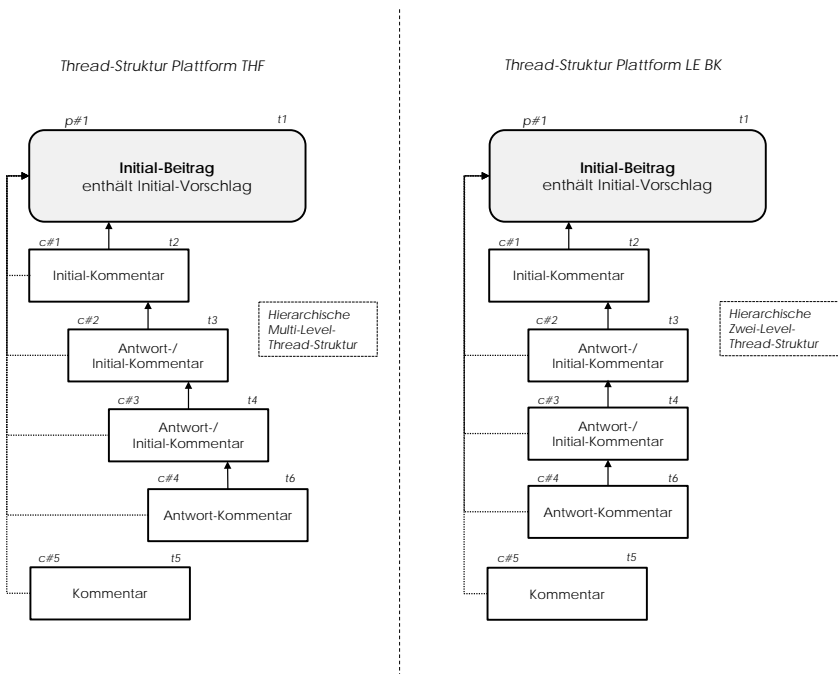 Thread-Struktur Plattform THF
p#1 t1
Initial-Beitrag
enthält Initial-Vorschlag
c#1 t2
Initial-Kommentar
c#2 t3
Antwort-/
Initial-Kommentar
Hierarchische
Multi-Level-
Thread-Struktur
c#3 t4
Antwort-/
Initial-Kommentar
c#4 t6
Antwort-Kommentar
c#5 t5
Kommentar
Thread-Struktur Plattform LE BK
p#1 t1
Initial-Beitrag
enthält Initial-Vorschlag
c#1 t2
Initial-Kommentar
c#2 t3
Antwort-/
Initial-Kommentar
Hierarchische
Zwei-Level-
Thread-Struktur
c#3 t4
Antwort-/
Initial-Kommentar
c#4 t6
Antwort-Kommentar
c#5 t5
Kommentar